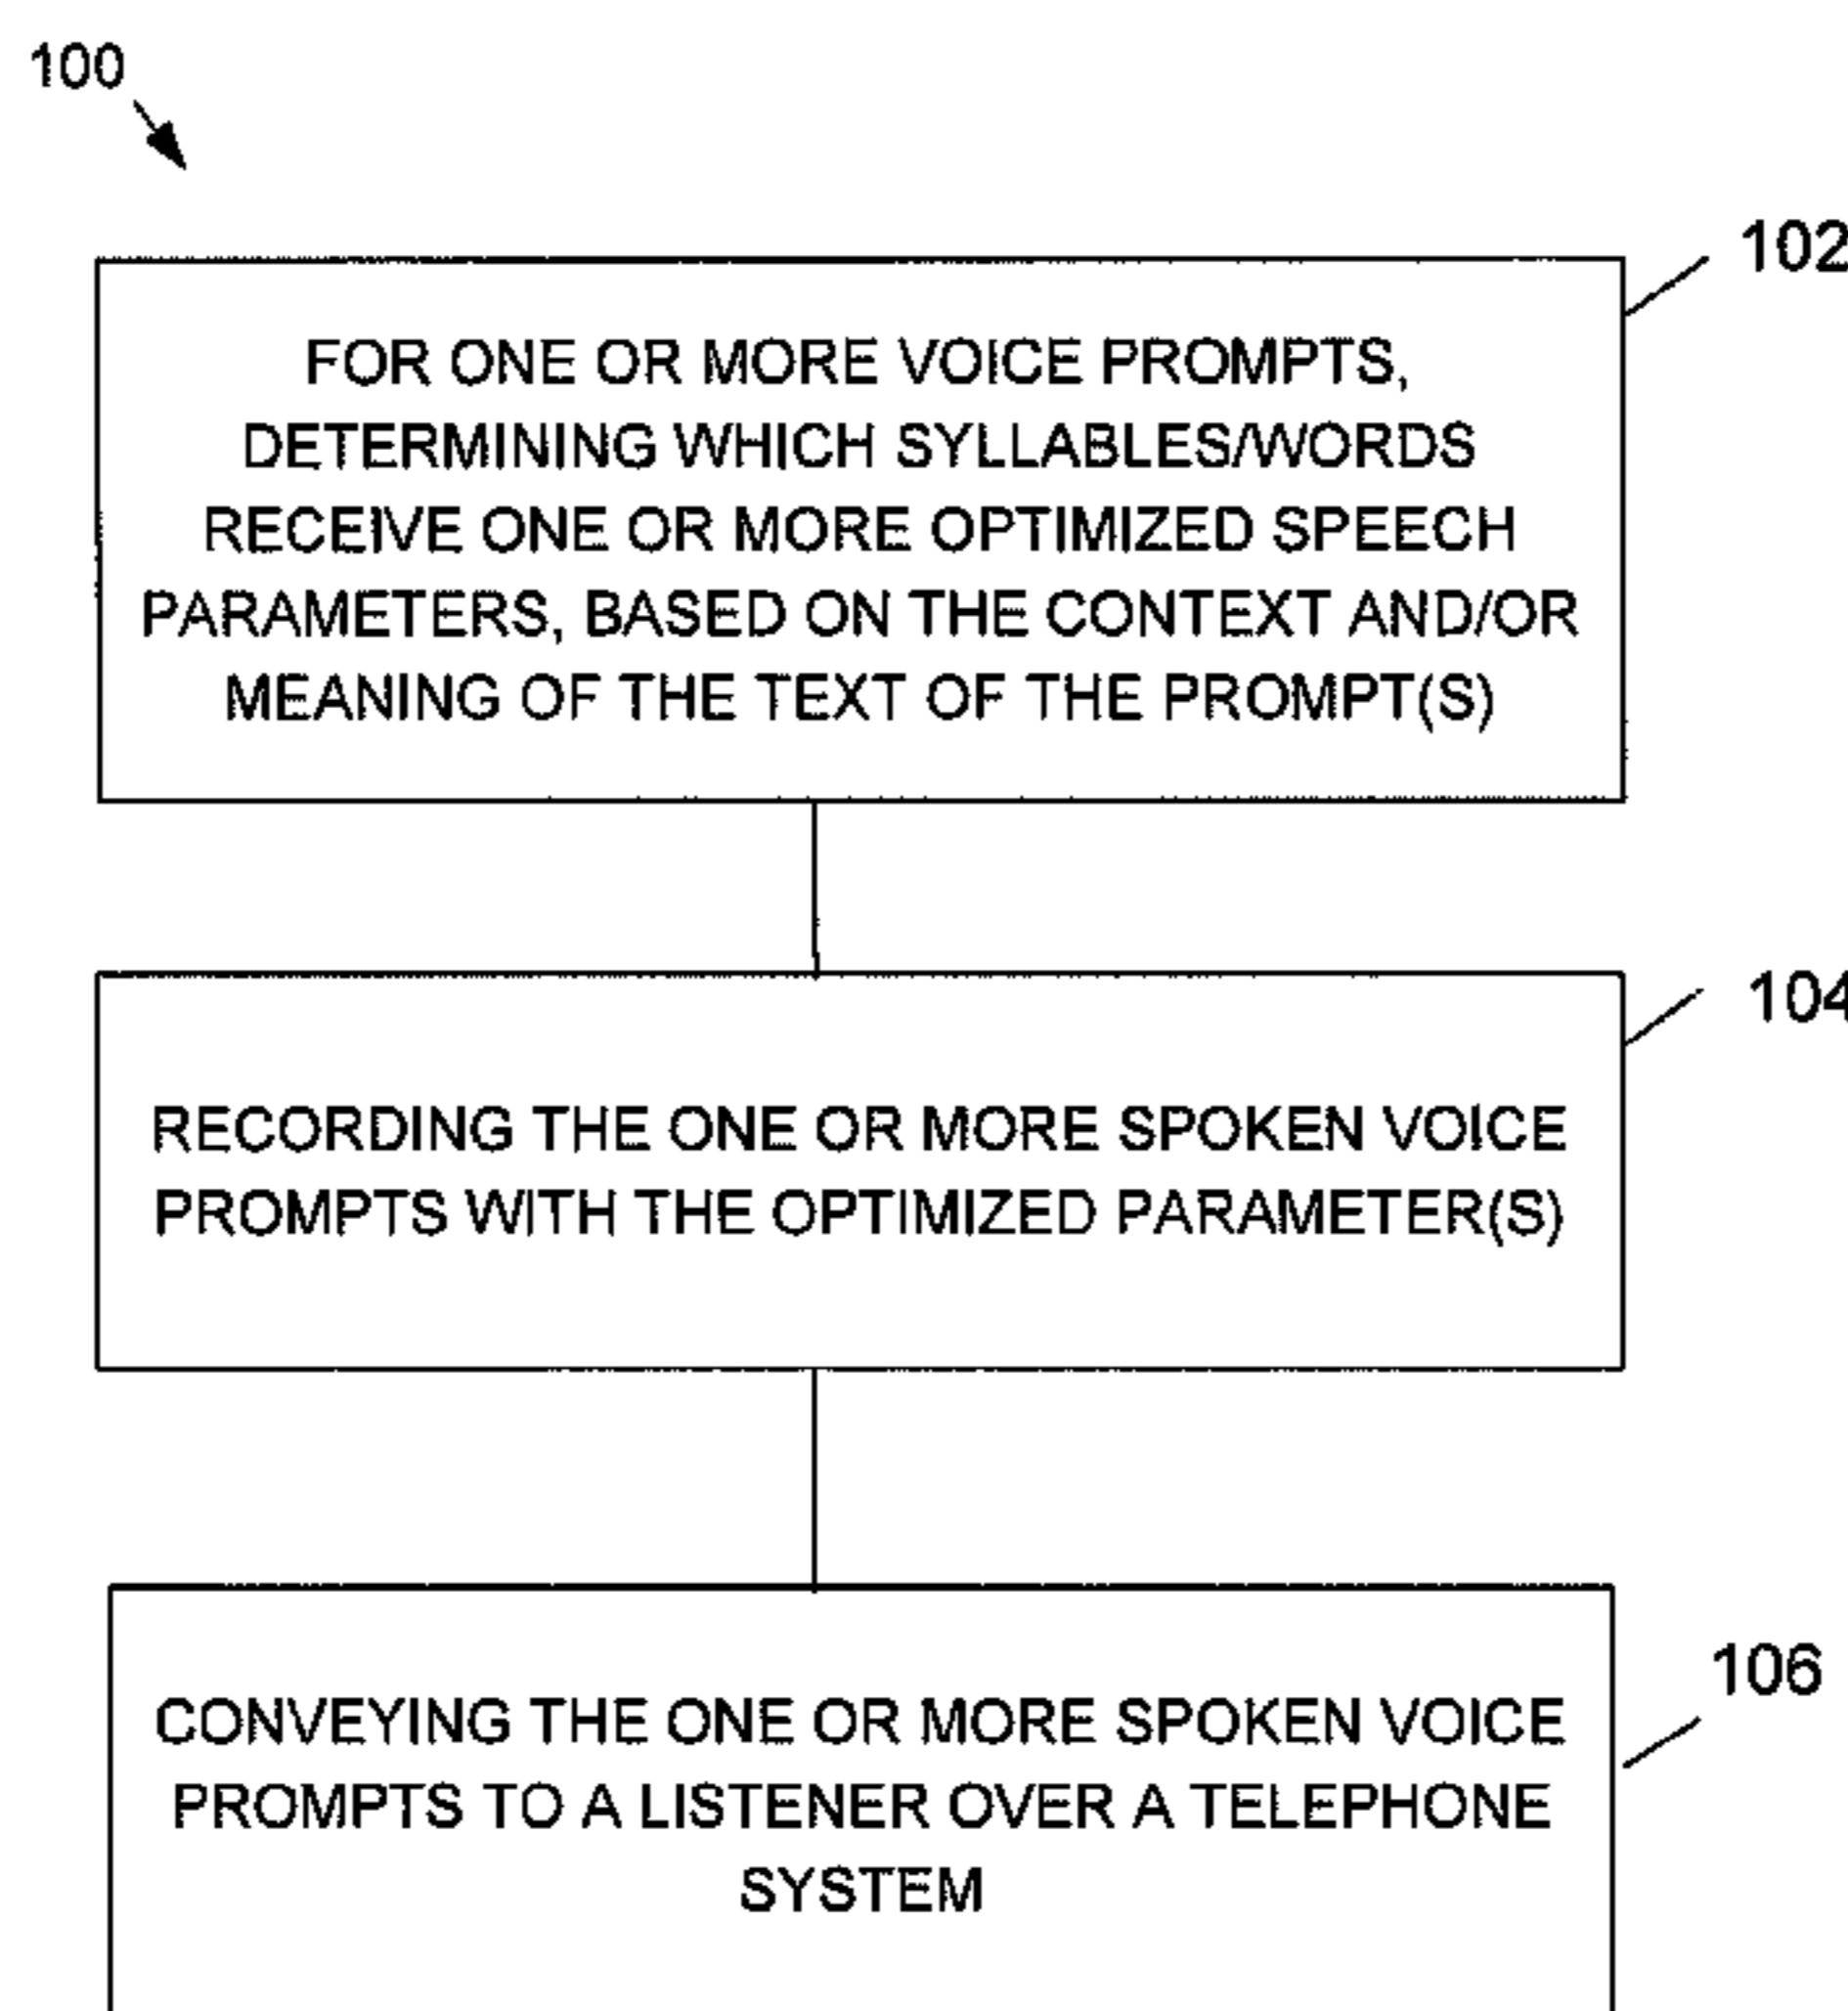 100
102
FOR ONE OR MORE VOICE PROMPTS,
DETERMINING WHICH SYLLABLES/WORDS
RECEIVE ONE OR MORE OPTIMIZED SPEECH
PARAMETERS, BASED ON THE CONTEXT AND/OR
MEANING OF THE TEXT OF THE PROMPT(S)
104
RECORDING THE ONE OR MORE SPOKEN VOICE
PROMPTS WITH THE OPTIMIZED PARAMETER(S)
106
CONVEYING THE ONE OR MORE SPOKEN VOICE
PROMPTS TO A LISTENER OVER A TELEPHONE
SYSTEM